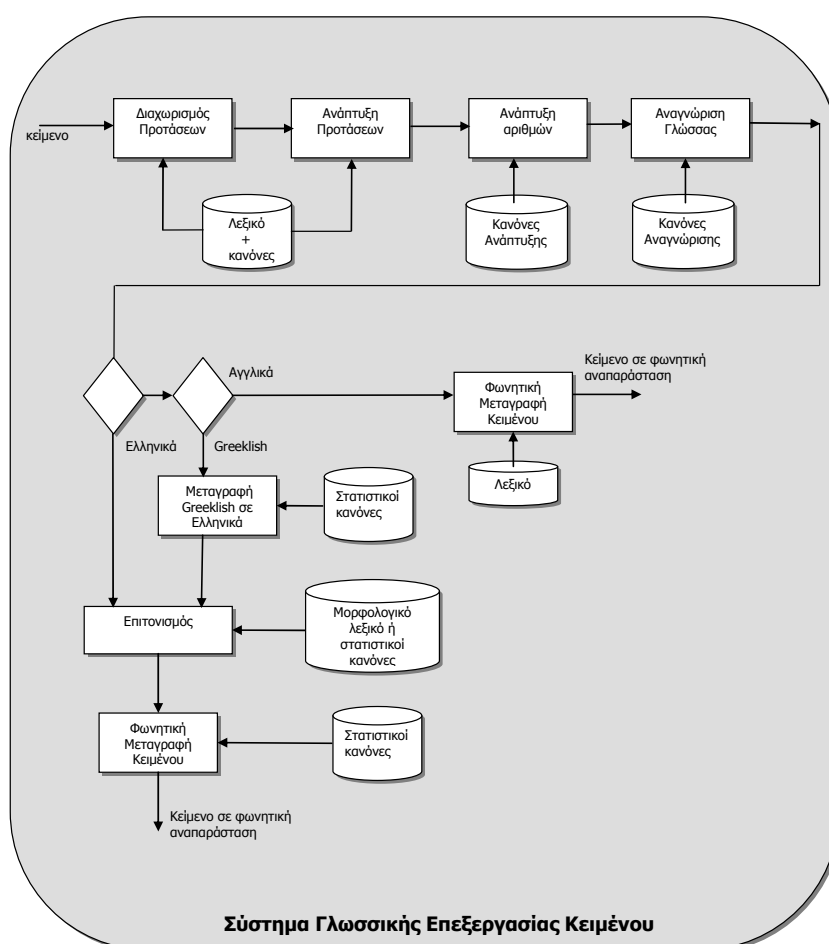 κείμενο
Διαχωρισμός
Προτάσεων
Ανάπτυξη
Προτάσεων
Ανάπτυξη
αριθμών
Αναγνώριση
Γλώσσας
Λεξικό
+
κανόνες
Κανόνες
Ανάπτυξης
Κανόνες
Αναγνώρισης
Αγγλικά
Ελληνικά
Greeklish
Φωνητική
Μεταγραφή
Κειμένου
Κείμενο σε φωνητική
αναπαράσταση
Λεξικό
Μεταγραφή
Greeklish σε
Ελληνικά
Στατιστικοί
κανόνες
Επιτονισμός
Μορφολογικό
λεξικό ή
στατιστικοί
κανόνες
Φωνητική
Μεταγραφή
Κειμένου
Στατιστικοί
κανόνες
Κείμενο σε φωνητική
αναπαράσταση
Σύστημα Γλωσσικής Επεξεργασίας Κειμένου